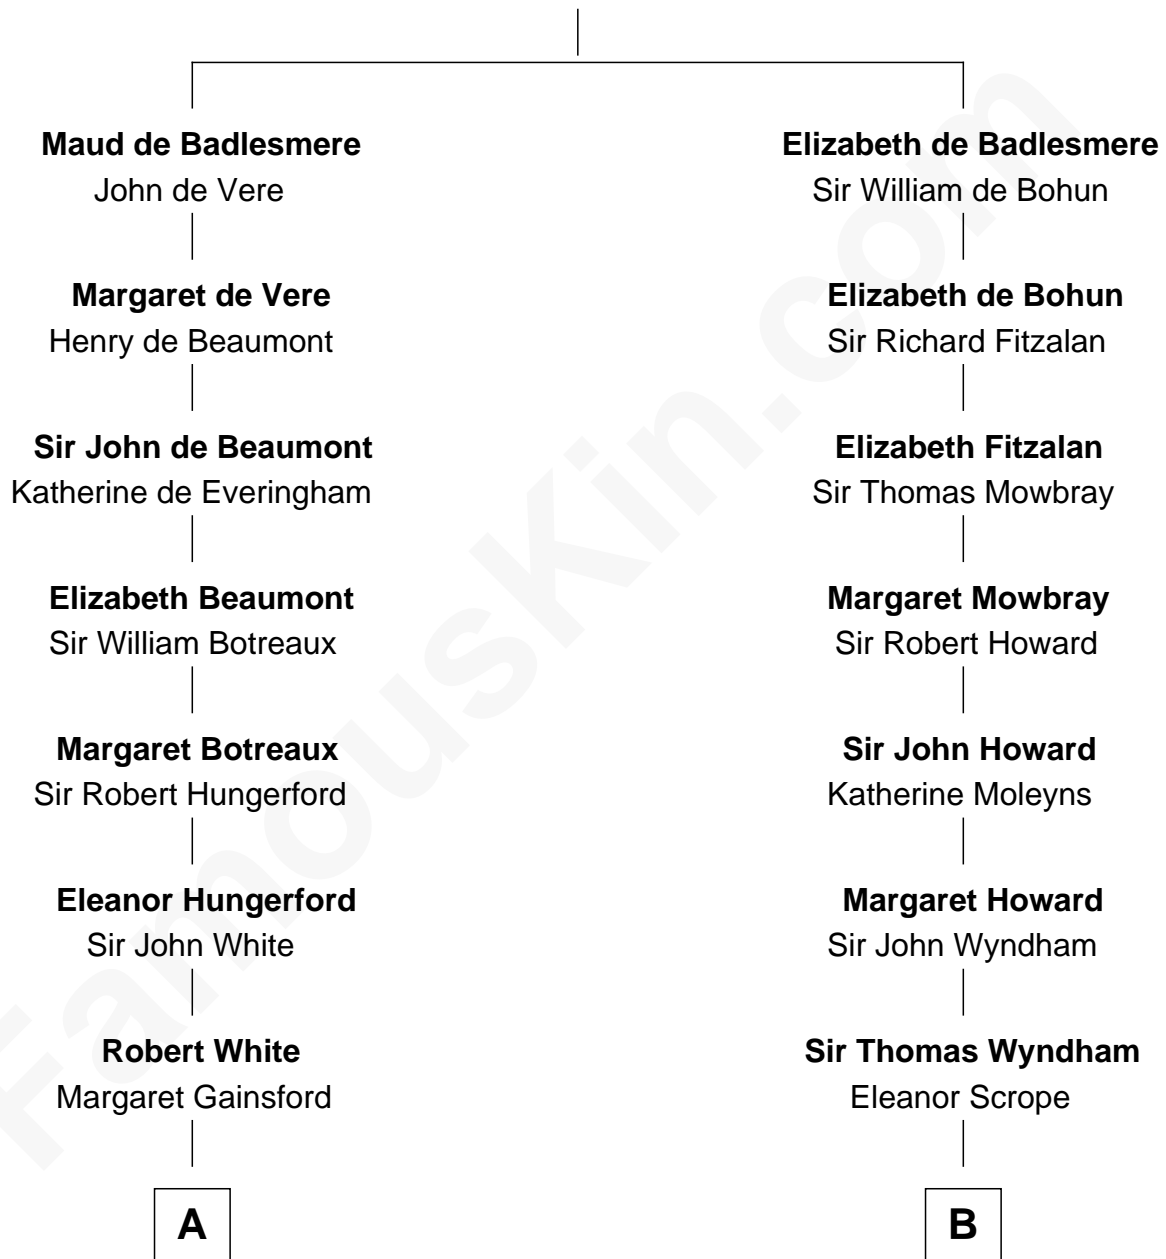 Maud de Badlesmere
John de Vere
Margaret de Vere
Henry de Beaumont
Sir John de Beaumont
Katherine de Everingham
Elizabeth Beaumont
Sir William Botreaux
Margaret Botreaux
Sir Robert Hungerford
Eleanor Hungerford
Sir John White
Robert White
Margaret Gainsford
A
Elizabeth de Badlesmere
Sir William de Bohun
Elizabeth de Bohun
Sir Richard Fitzalan
Elizabeth Fitzalan
Sir Thomas Mowbray
Margaret Mowbray
Sir Robert Howard
Sir John Howard
Katherine Moleyns
Margaret Howard
Sir John Wyndham
Sir Thomas Wyndham
Eleanor Scrope
B
FamousKin.com